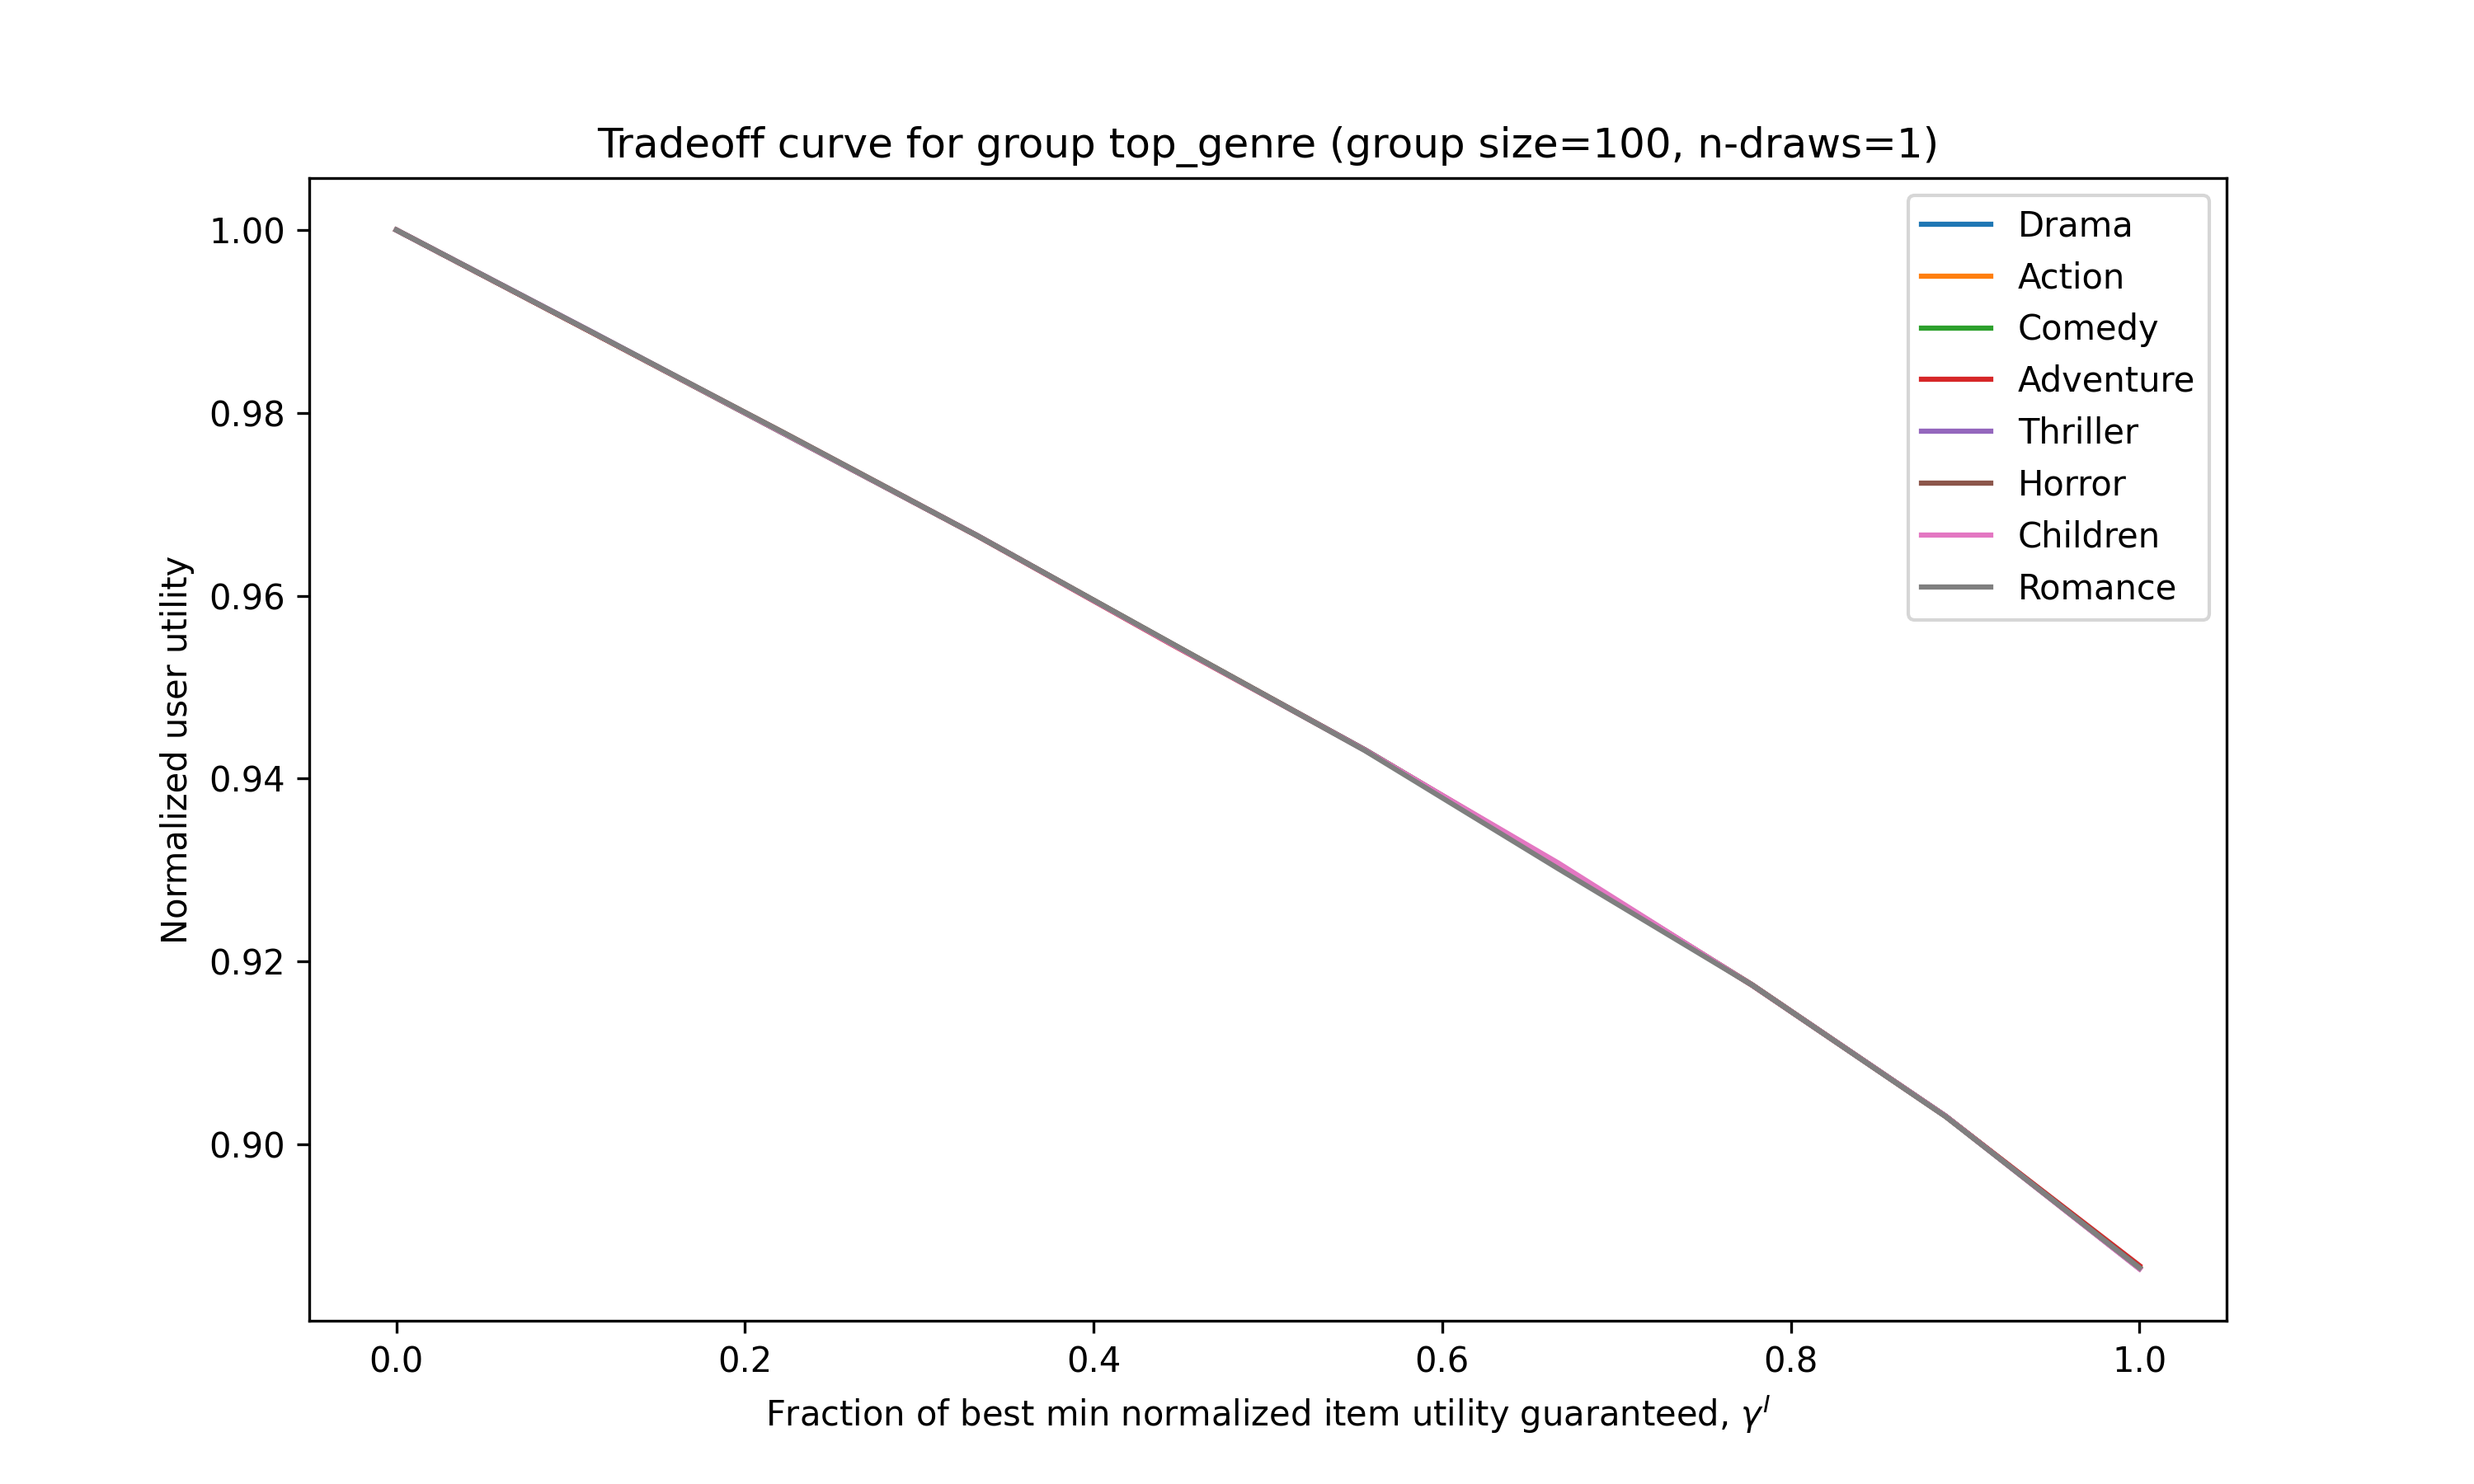 Tradeoff curve for group top_genre (group size=100, n-draws=1)
Normalized user utility
1.00
0.98
0.96
0.94
0.92
0.90
Drama
Action
Comedy
Adventure
Thriller
Horror
Children
Romance
0.0 0.2 0.4 0.6 0.8 1.0
Fraction of best min normalized item utility guaranteed, γᴵ